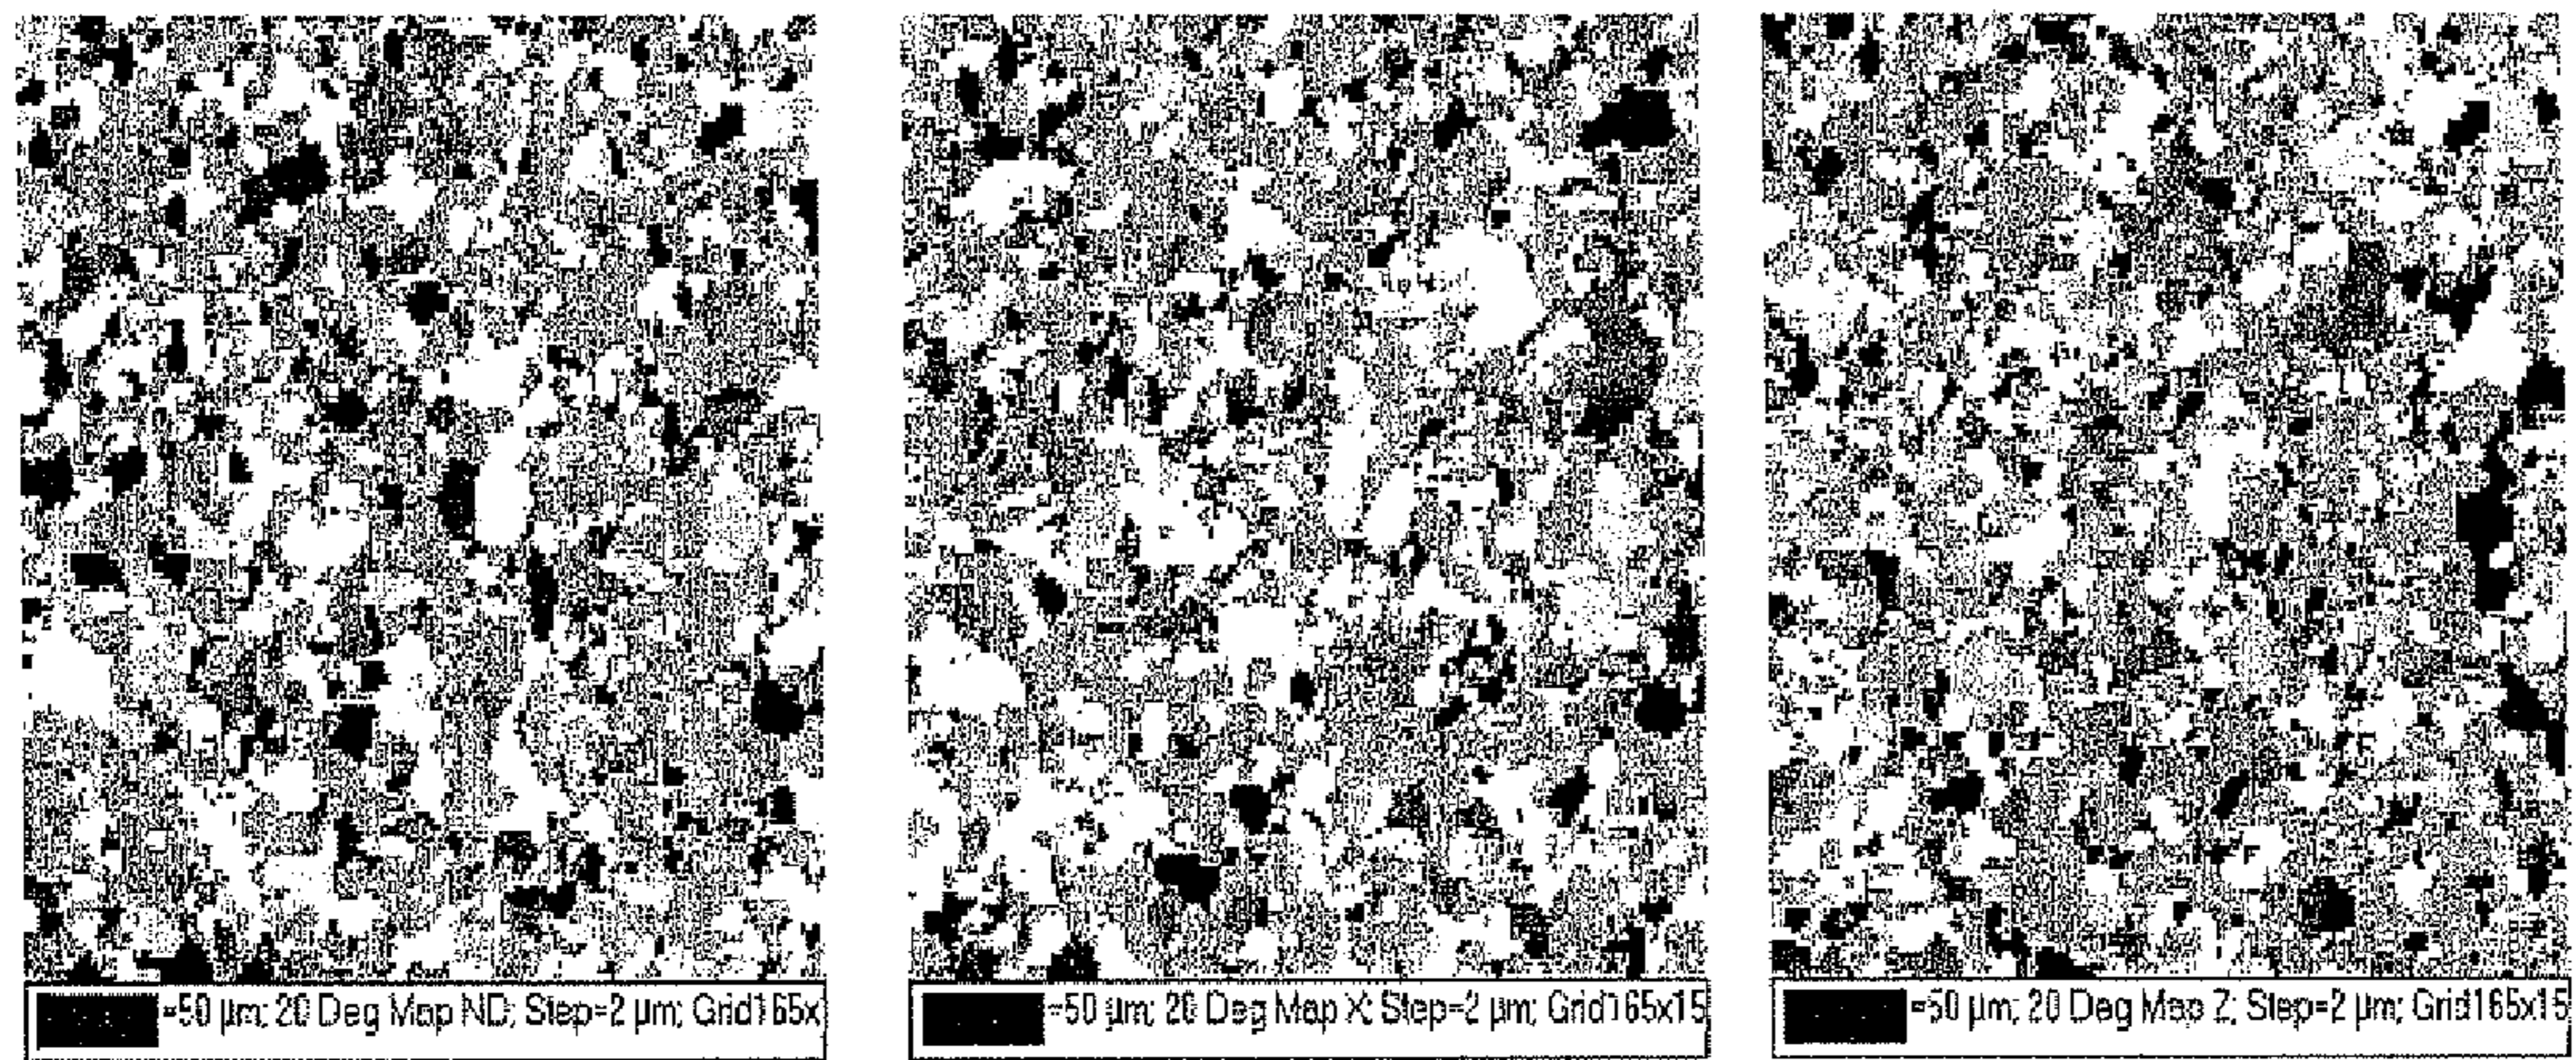 =50 µm; 20 Deg Map ND; Step=2 µm; Grid165x
=50 µm; 20 Deg Map X; Step=2 µm; Grid165x15
=50 µm; 20 Deg Map Z; Step=2 µm; Grid165x15